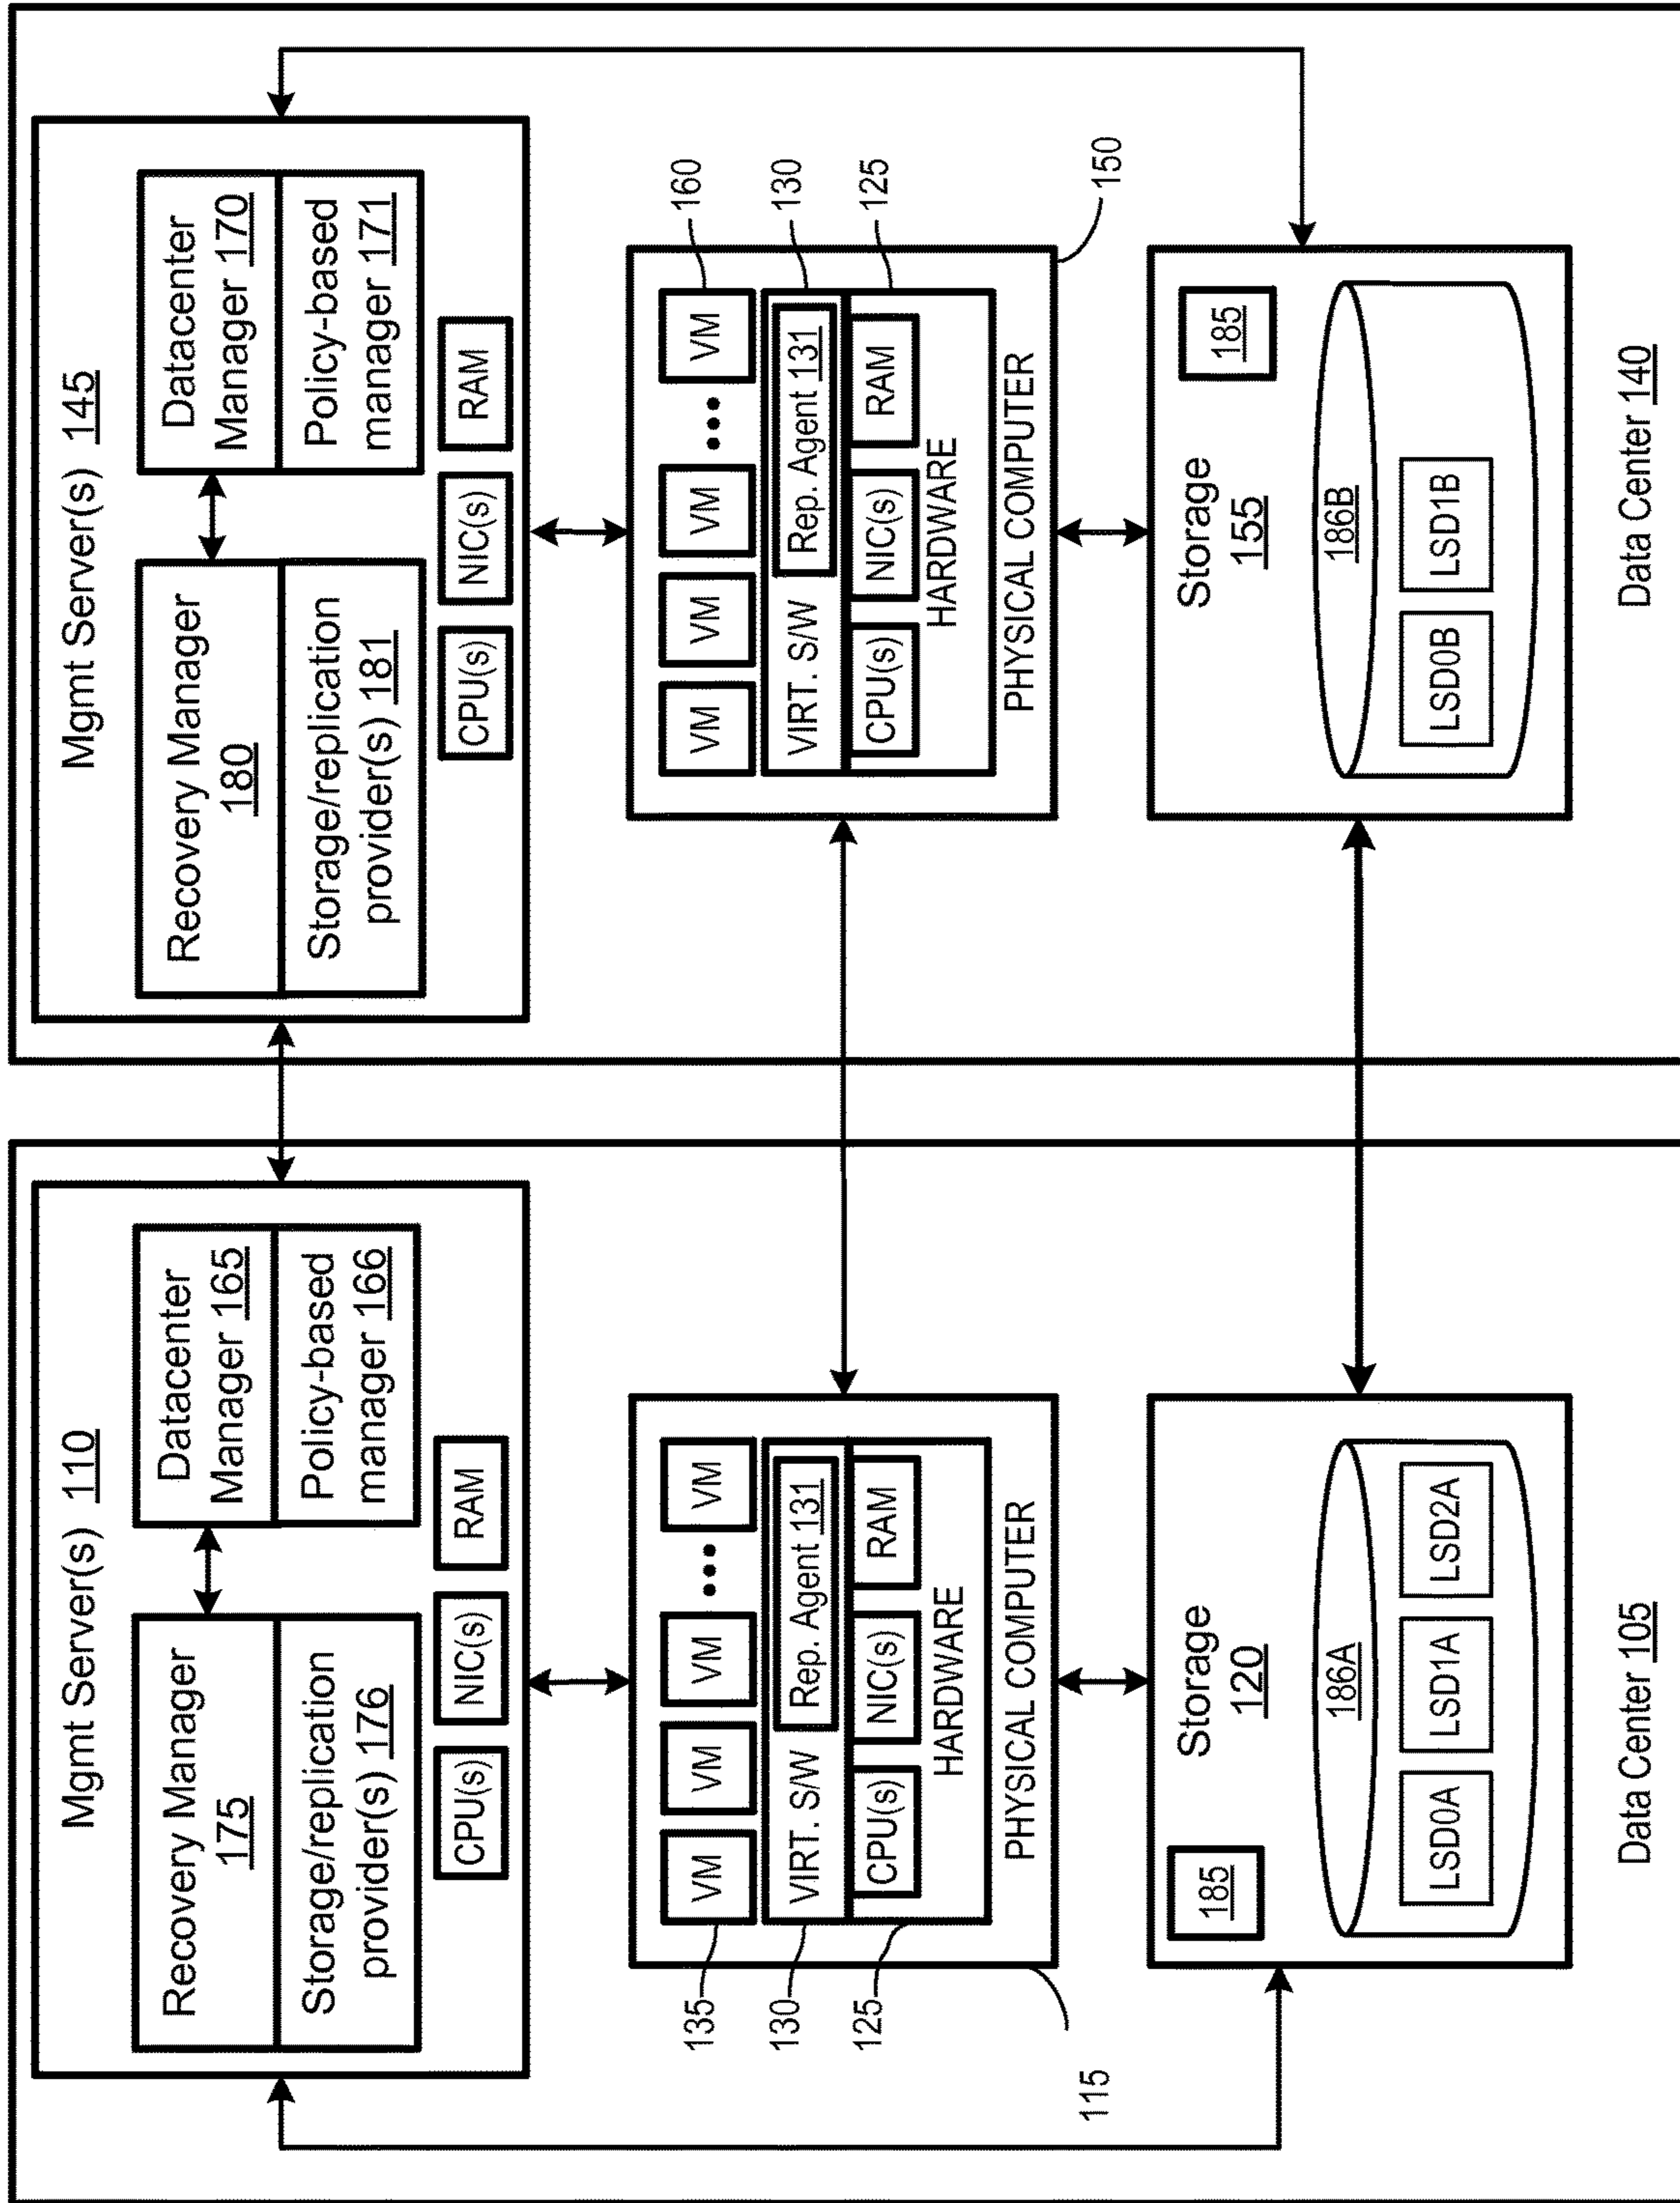 Mgmt Server(s) 110
Recovery Manager
175
Storage/replication
provider(s) 176
Datacenter
Manager 165
Policy-based
manager 166
CPU(s)
NIC(s)
RAM
135
VM
VM
VM
VM
130
VIRT. S/W
Rep. Agent 131
125
CPU(s)
NIC(s)
RAM
HARDWARE
PHYSICAL COMPUTER
115
185
Storage
120
186A
LSD0A
LSD1A
LSD2A
Data Center 105
Mgmt Server(s) 145
Recovery Manager
180
Storage/replication
provider(s) 181
Datacenter
Manager 170
Policy-based
manager 171
CPU(s)
NIC(s)
RAM
VM
VM
VM
VM
160
VIRT. S/W
Rep. Agent 131
130
CPU(s)
NIC(s)
RAM
125
HARDWARE
PHYSICAL COMPUTER
150
Storage
155
185
186B
LSD0B
LSD1B
Data Center 140